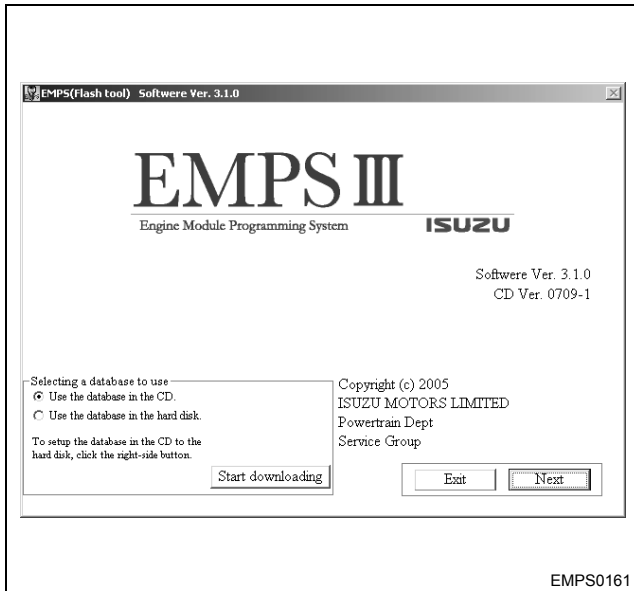 EMPS(Flash tool) Softwere Ver. 3.1.0
EMPS III
Engine Module Programming System
ISUZU
Softwere Ver. 3.1.0
CD Ver. 0709-1
Selecting a database to use
Use the database in the CD.
Use the database in the hard disk.
To setup the database in the CD to the
hard disk, click the right-side button.
Start downloading
Copyright (c) 2005
ISUZU MOTORS LIMITED
Powertrain Dept
Service Group
Exit
Next
EMPS0161